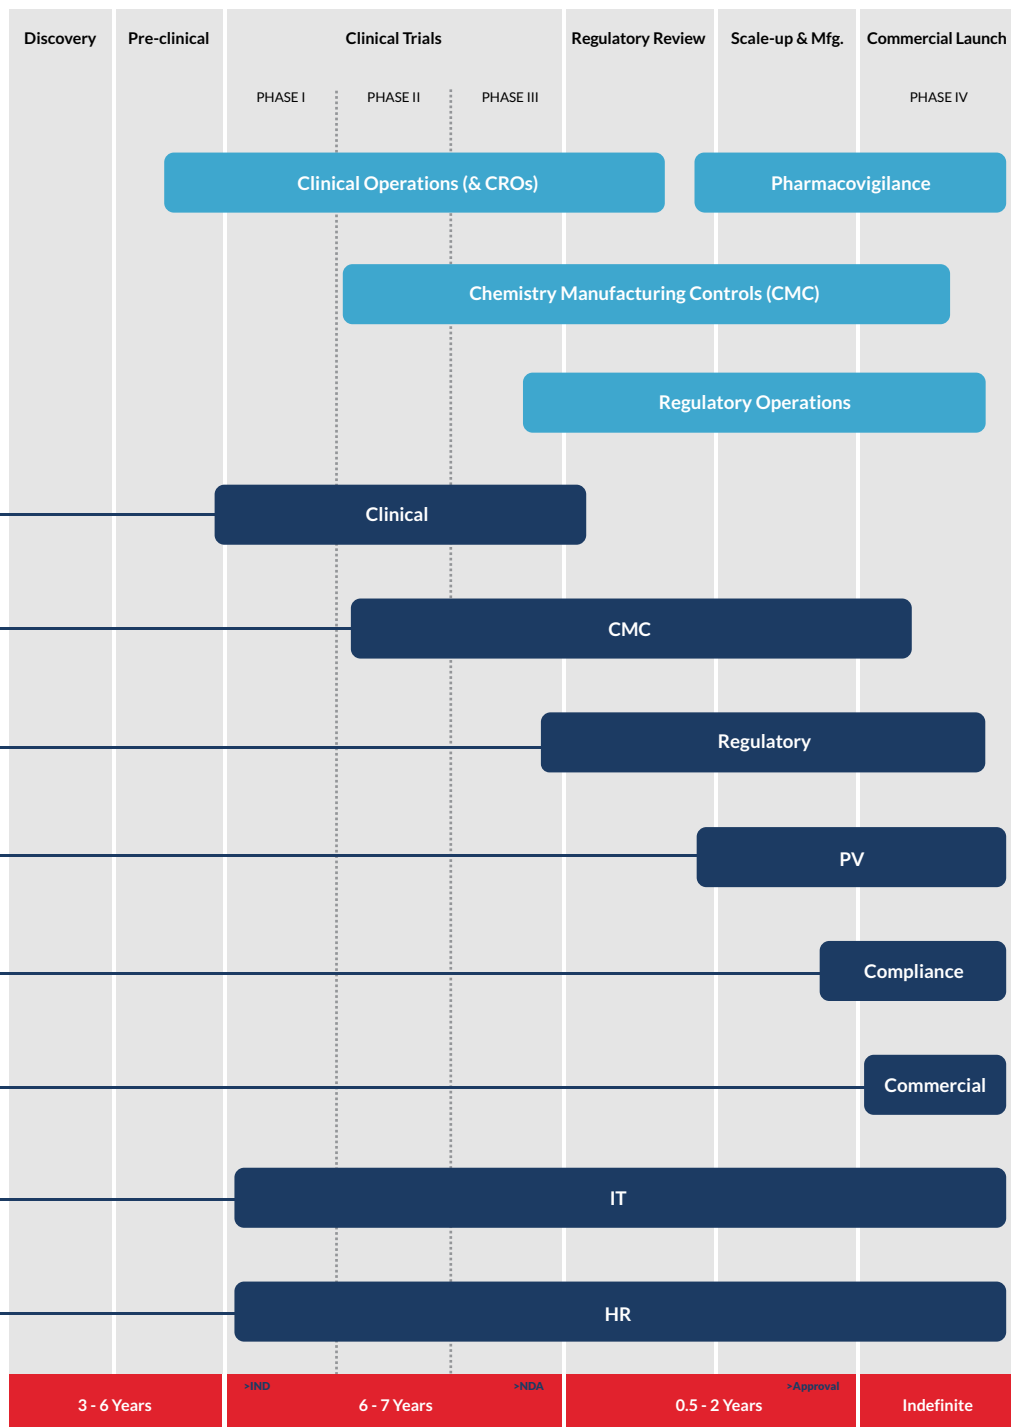 Discovery
Pre-clinical
Clinical Trials
Regulatory Review
Scale-up & Mfg.
Commercial Launch
PHASE I
PHASE II
PHASE III
PHASE IV
Clinical Operations (& CROs)
Pharmacovigilance
Chemistry Manufacturing Controls (CMC)
Regulatory Operations
Clinical
CMC
Regulatory
PV
Compliance
Commercial
IT
HR
>IND
>NDA
>Approval
3 - 6 Years
6 - 7 Years
0.5 - 2 Years
Indefinite